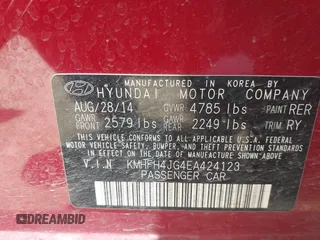 MANUFACTURED IN KOREA BY
HYUNDAI MOTOR COMPANY
AUG/28/14 GVWR 4785 lbs PAINT RER
GAWR FRONT 2579 lbs GAWR REAR 2249 lbs TRIM RY
THIS VEHICLE CONFORMS TO ALL APPLICABLE FEDERAL
MOTOR VEHICLE SAFETY, BUMPER, AND THEFT PREVENTION
STANDARDS IN EFFECT ON THE DATE OF MANUFACTURE
SHOWN ABOVE.
V.I.N. KMHFH4JG4EA424123
PASSENGER CAR
DREAMBID